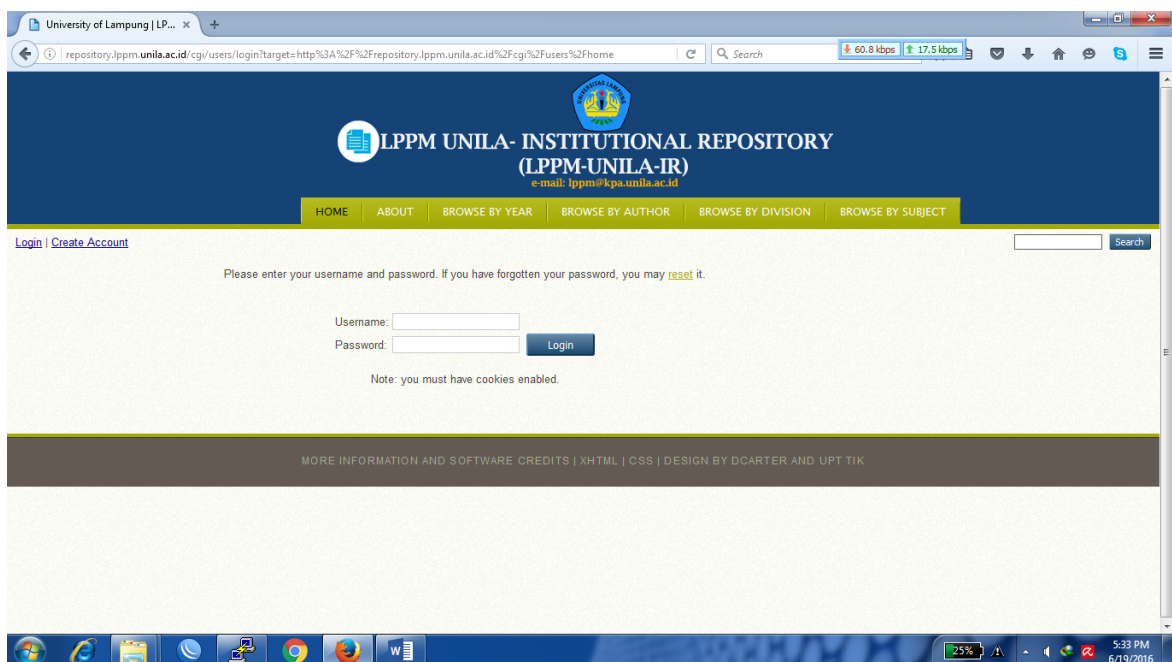 University of Lampung | LP...
repository.lppm.unila.ac.id/cgi/users/login?target=http%3A%2F%2Frepository.lppm.unila.ac.id%2Fcgi%2Fusers%2Fhome
Search
60.8 kbps 17.5 kbps
UNIVERSITAS LAMPUNG
LPPM UNILA- INSTITUTIONAL REPOSITORY
(LPPM-UNILA-IR)
e-mail: lppm@kpa.unila.ac.id
HOME ABOUT BROWSE BY YEAR BROWSE BY AUTHOR BROWSE BY DIVISION BROWSE BY SUBJECT
Login | Create Account
Search
Please enter your username and password. If you have forgotten your password, you may reset it.
Username:
Password:
Login
Note: you must have cookies enabled.
MORE INFORMATION AND SOFTWARE CREDITS | XHTML | CSS | DESIGN BY DCARTER AND UPT TIK
25%
5:33 PM
6/19/2016